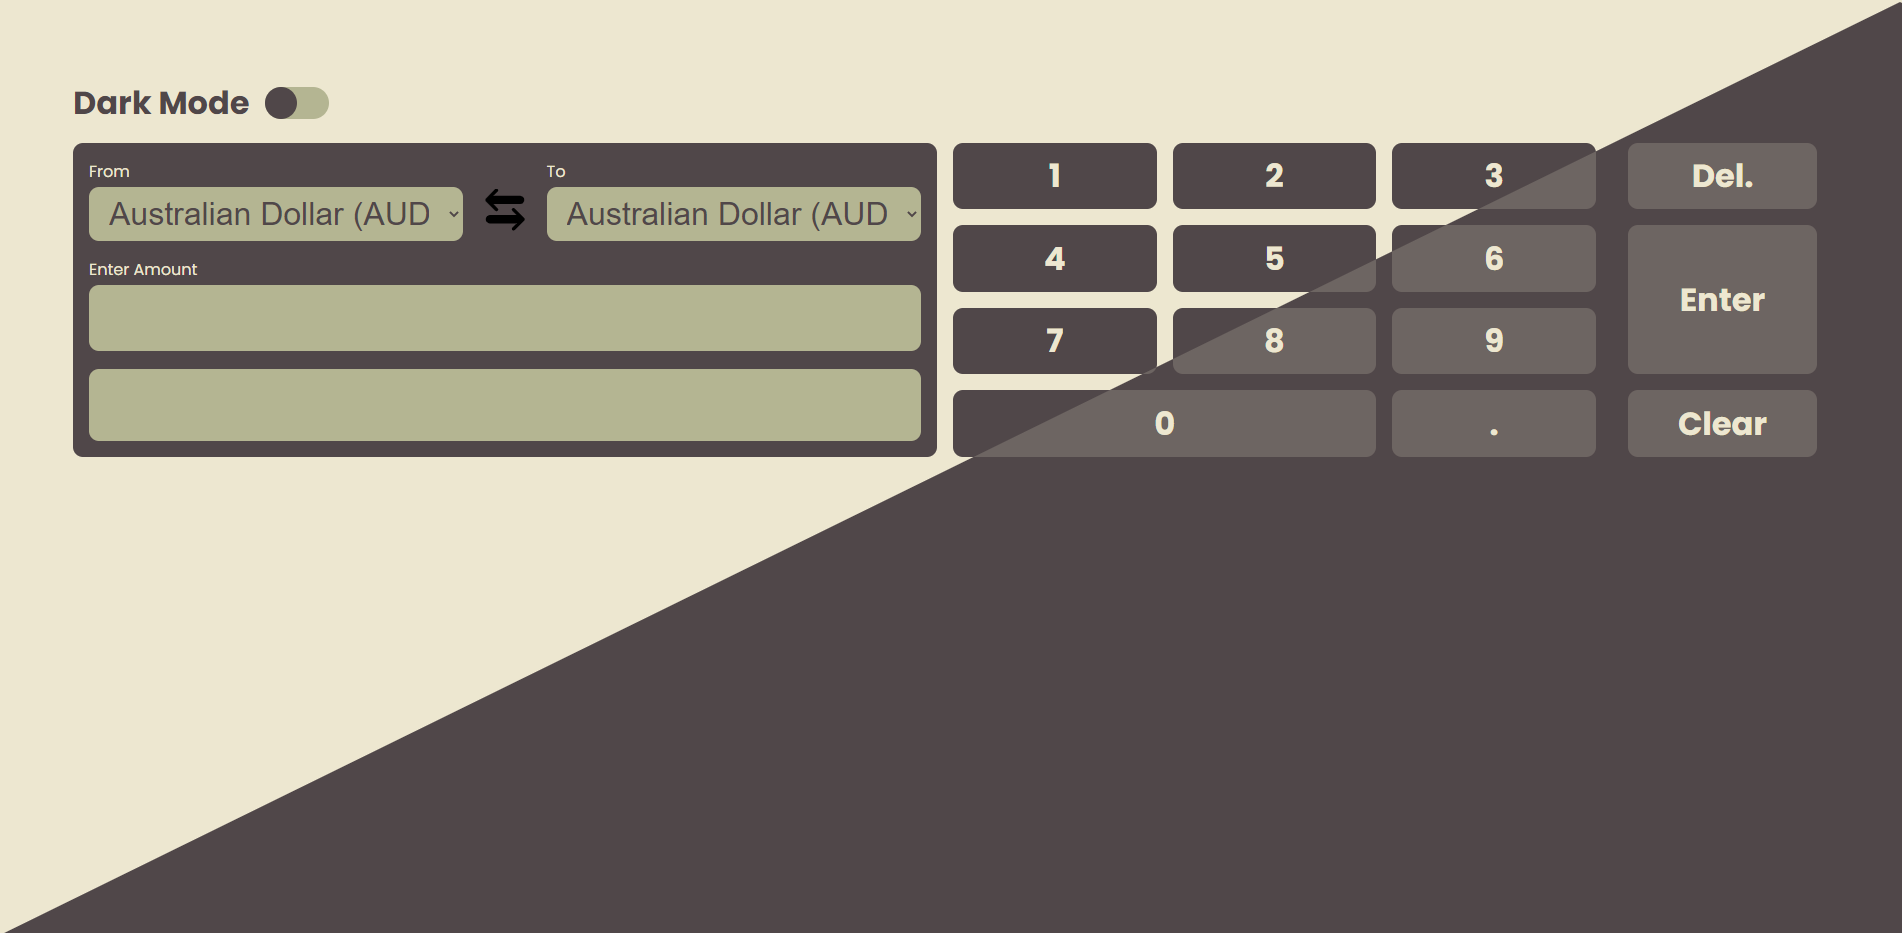 Dark Mode
From
To
Australian Dollar (AUD
Australian Dollar (AUD
Enter Amount
1 2 3 Del.
4 5 6
Enter
7 8 9
0 . Clear